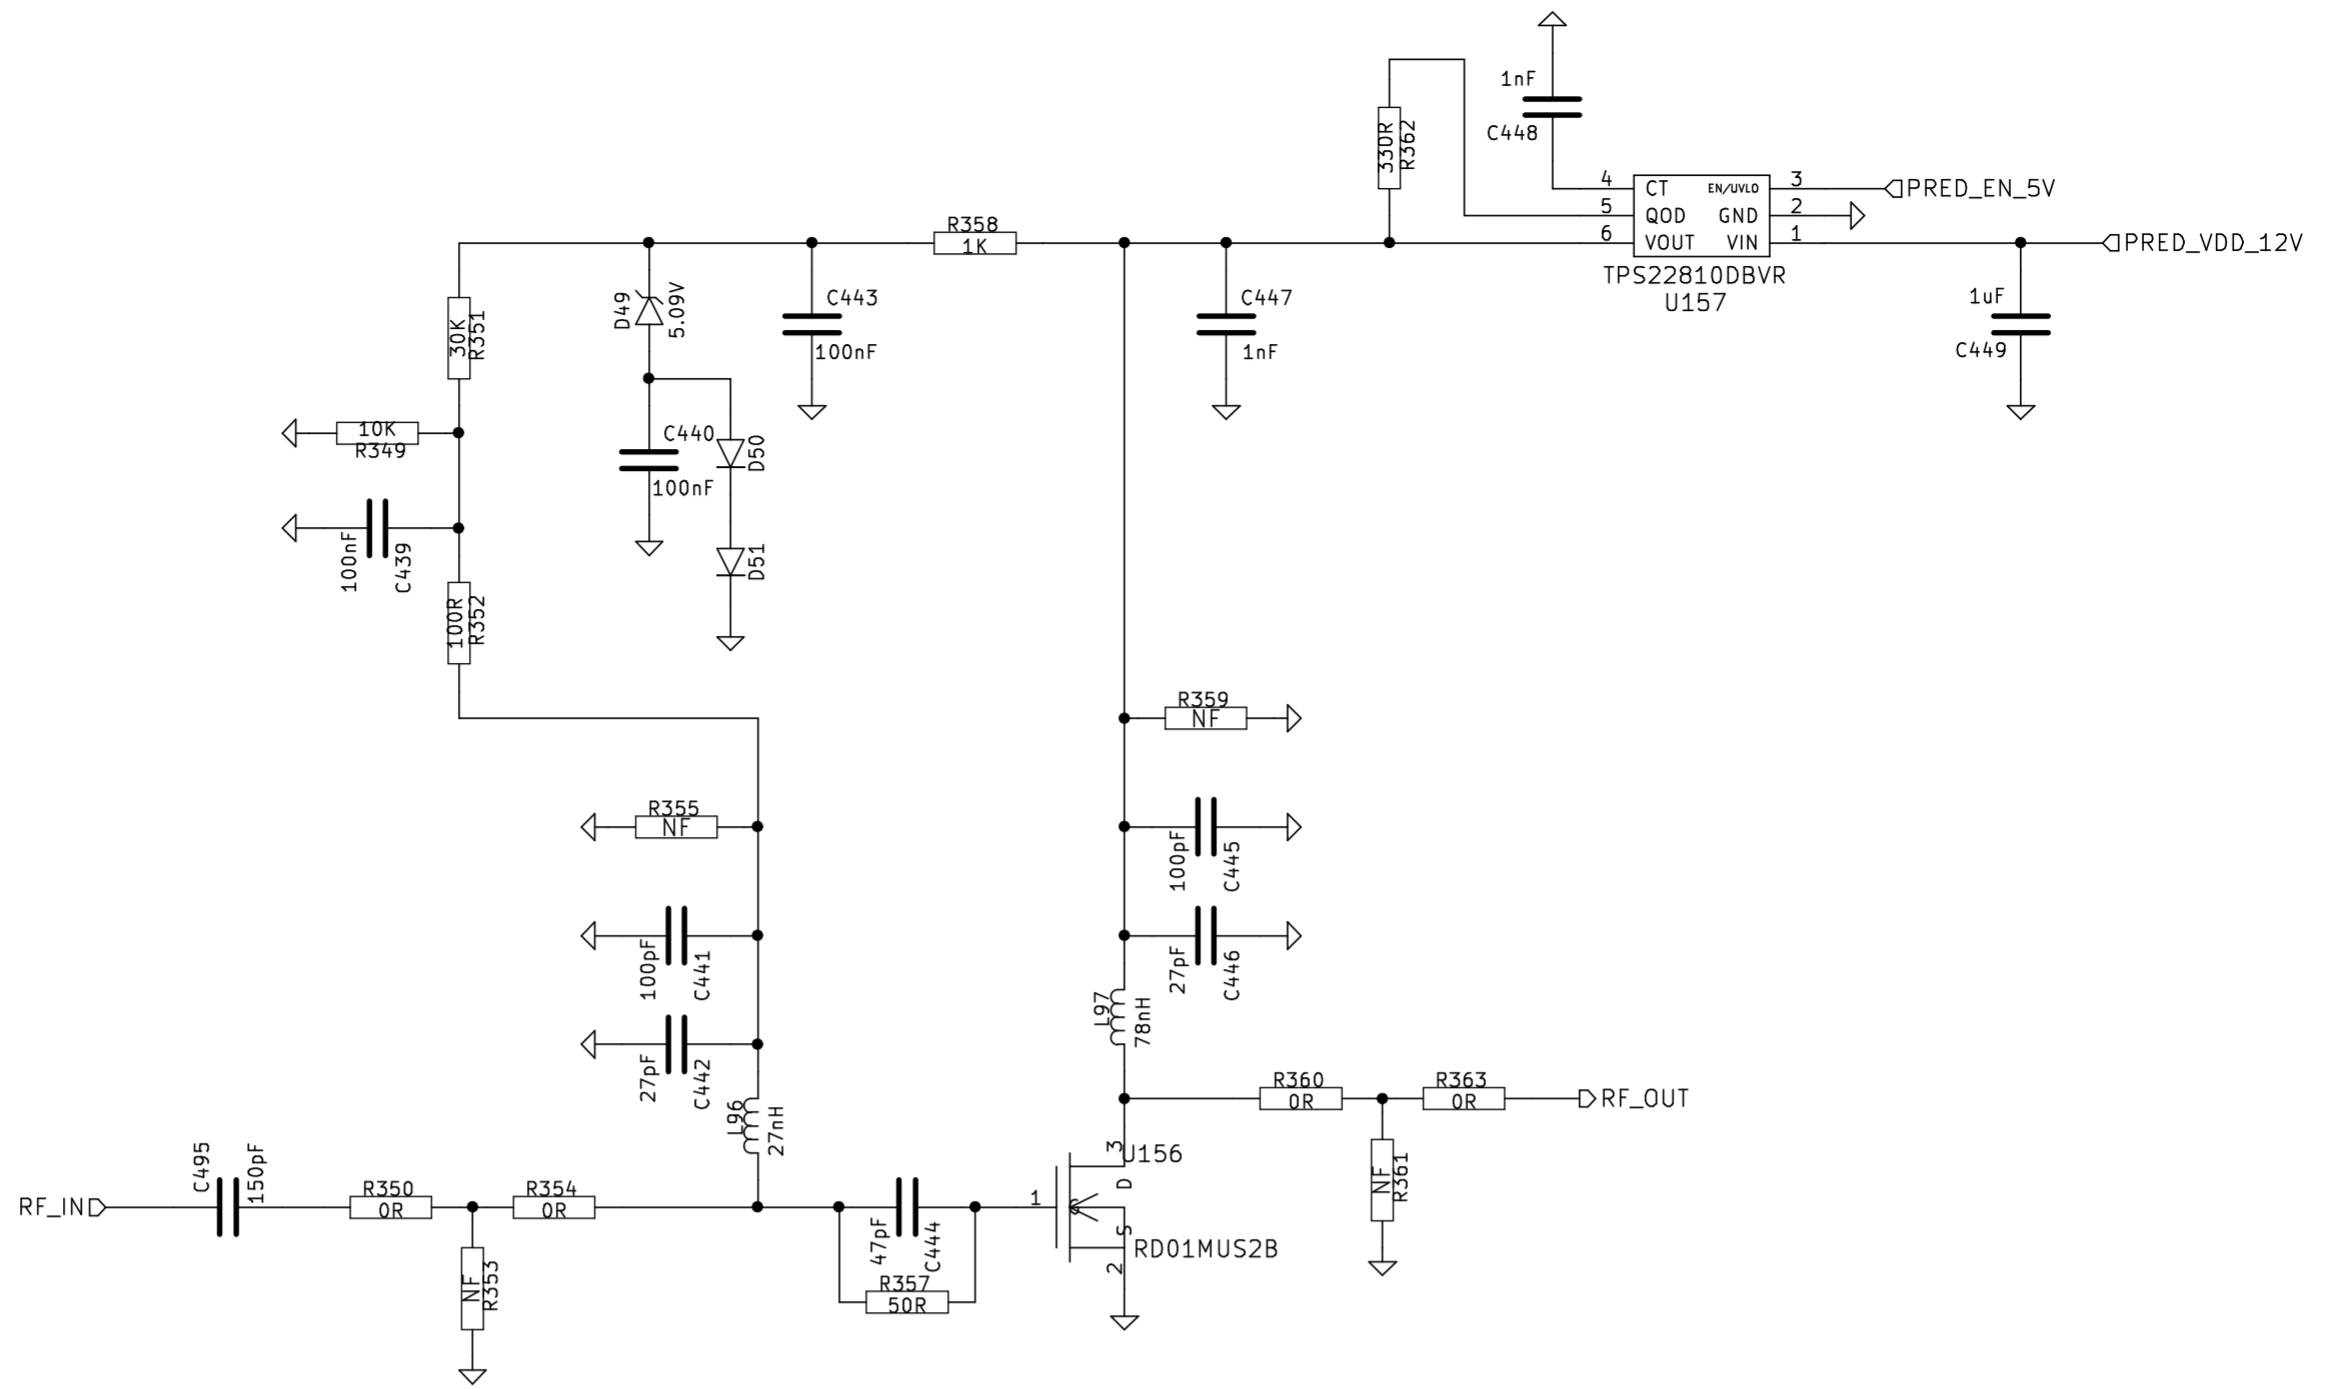 1nF
C448
330R
R362
4
CT
EN/UVLO
3
PRED_EN_5V
5
QOD
GND
2
6
VOUT
VIN
1
PRED_VDD_12V
TPS22810DBVR
U157
R358
1K
D49
5.09V
C443
100nF
C447
1nF
1uF
C449
30K
R351
10K
R349
C440
100nF
D50
100nF
C439
D51
100R
R352
R359
NF
R355
NF
100pF
C445
100pF
C441
27pF
C446
L97
78nH
27pF
C442
L96
27nH
R360
0R
R363
0R
RF_OUT
C495
150pF
3
U156
D
NF
R361
RF_IN
R350
0R
R354
0R
47pF
C444
1
G
S
RD01MUS2B
2
NF
R353
R357
50R